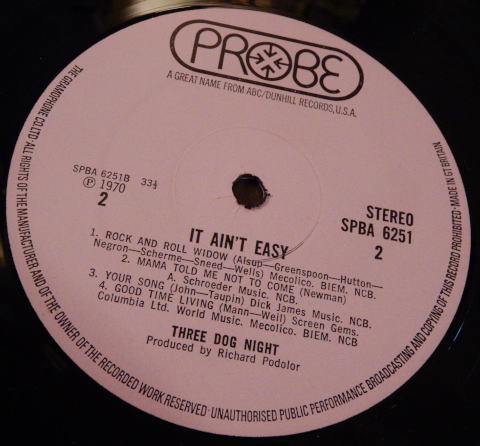 PROBE
A GREAT NAME FROM ABC/DUNHILL RECORDS, U.S.A.
THE GRAMOPHONE CO.LTD·ALL RIGHTS OF THE MANUFACTURER AND OF THE OWNER OF THE RECORDED WORK RESERVED·UNAUTHORISED PUBLIC PERFORMANCE BROADCASTING AND COPYING OF THIS RECORD PROHIBITED·MADE IN GT BRITAIN
SPBA 6251B 33⅓
Ⓟ 1970
2
STEREO
SPBA 6251
2
IT AIN'T EASY
1. ROCK AND ROLL WIDOW (Alsup—Greenspoon—Hutton—
Negron—Scherme—Sneed—Wells) Mecolico. BIEM. NCB.
2. MAMA TOLD ME NOT TO COME (Newman)
A. Schroeder Music. NCB.
3. YOUR SONG (John—Taupin) Dick James Music. NCB.
4. GOOD TIME LIVING (Mann—Weil) Screen Gems.
Columbia Ltd. World Music. Mecolico. BIEM. NCB
THREE DOG NIGHT
Produced by Richard Podolor